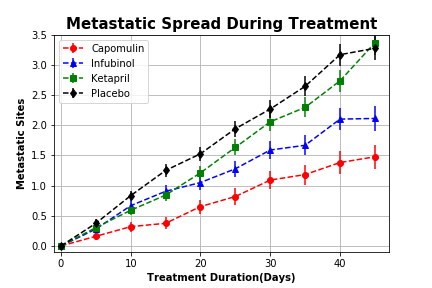 Metastatic Spread During Treatment
Metastatic Sites
3.5
3.0
2.5
2.0
1.5
1.0
0.5
0.0
Capomulin
Infubinol
Ketapril
Placebo
0 10 20 30 40
Treatment Duration(Days)